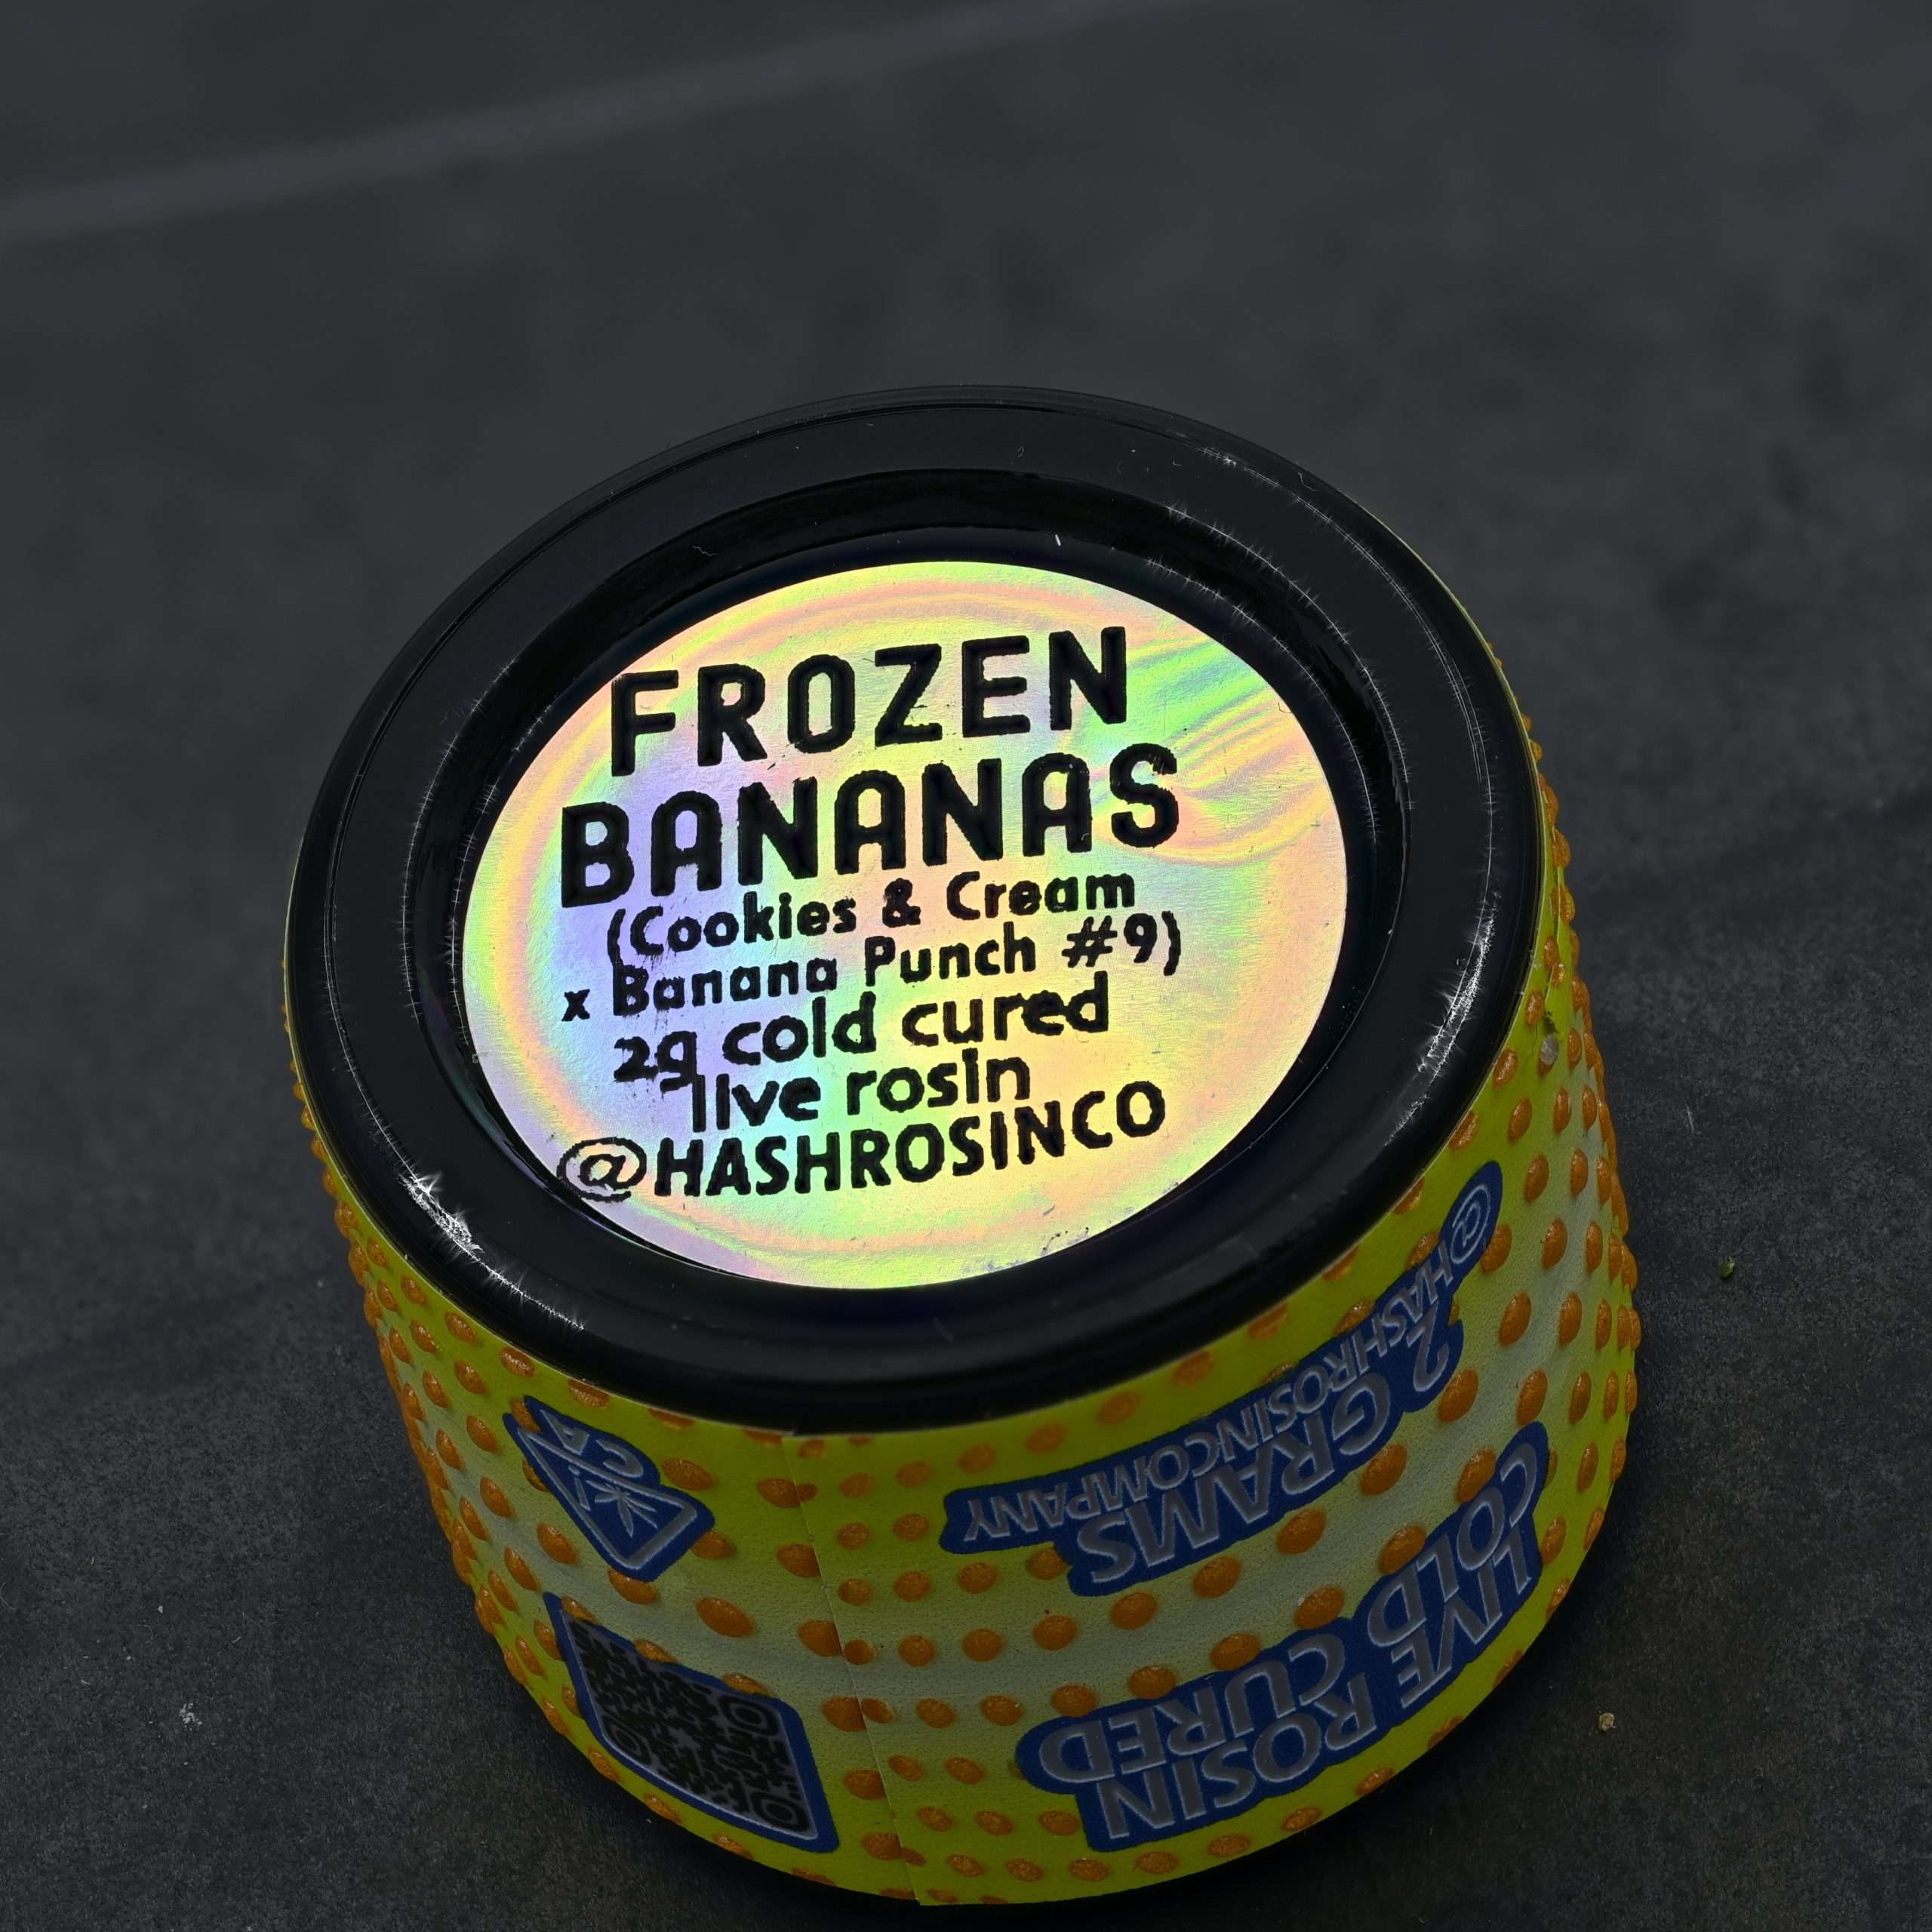 FROZEN
BANANAS
(Cookies & Cream
x Banana Punch #9)
2g cold cured
live rosin
@HASHROSINCO
LIVE ROSIN
COLD CURED
2 GRAMS
@HASHROSINCOMPANY
CA